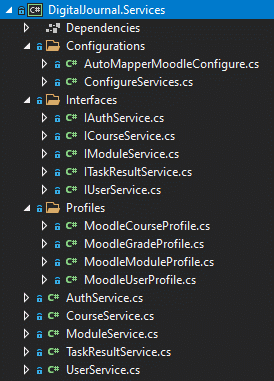 C# DigitalJournal.Services
Dependencies
Configurations
C# AutoMapperMoodleConfigure.cs
C# ConfigureServices.cs
Interfaces
C# IAuthService.cs
C# ICourseService.cs
C# IModuleService.cs
C# ITaskResultService.cs
C# IUserService.cs
Profiles
C# MoodleCourseProfile.cs
C# MoodleGradeProfile.cs
C# MoodleModuleProfile.cs
C# MoodleUserProfile.cs
C# AuthService.cs
C# CourseService.cs
C# ModuleService.cs
C# TaskResultService.cs
C# UserService.cs